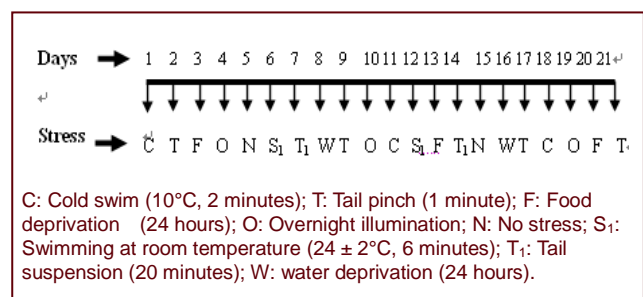 Days 1 2 3 4 5 6 7 8 9 10 11 12 13 14 15 16 17 18 19 20 21
Stress C T F O N S₁ T₁ W T O C S₁ F T₁ N W T C O F T
C: Cold swim (10°C, 2 minutes); T: Tail pinch (1 minute); F: Food
deprivation (24 hours); O: Overnight illumination; N: No stress; S₁:
Swimming at room temperature (24 ± 2°C, 6 minutes); T₁: Tail
suspension (20 minutes); W: water deprivation (24 hours).